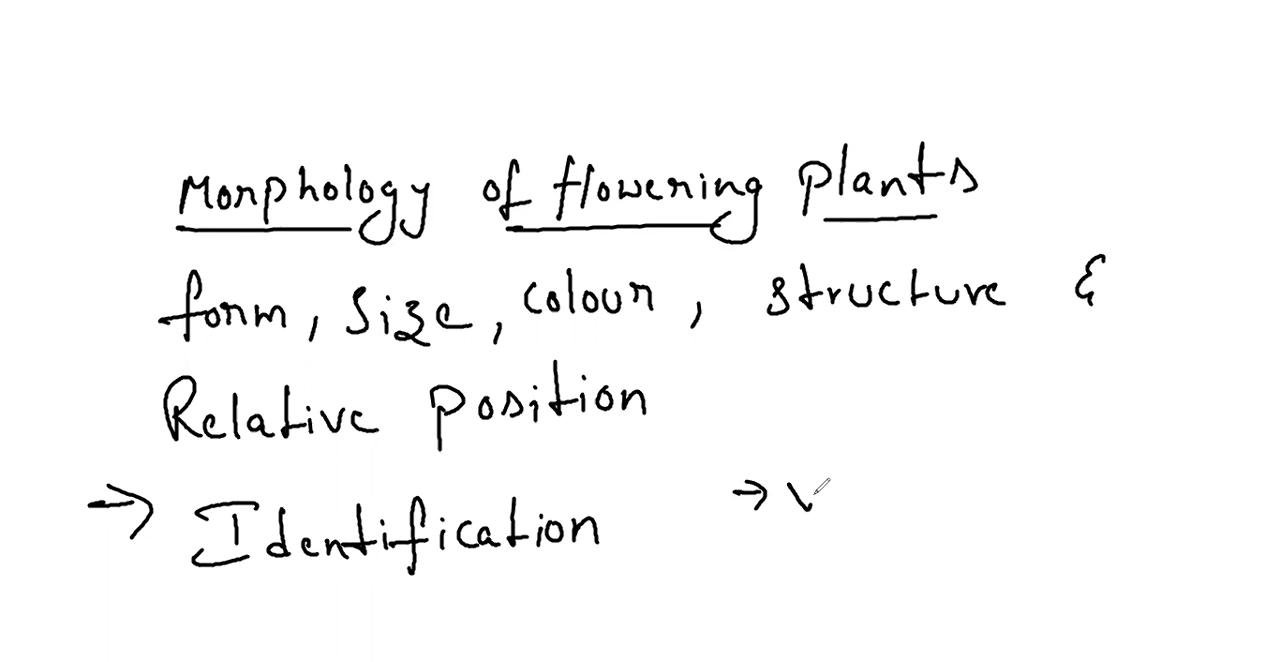 Morphology of flowering plants
form, Size, colour, structure &
Relative position
→ Identification → V